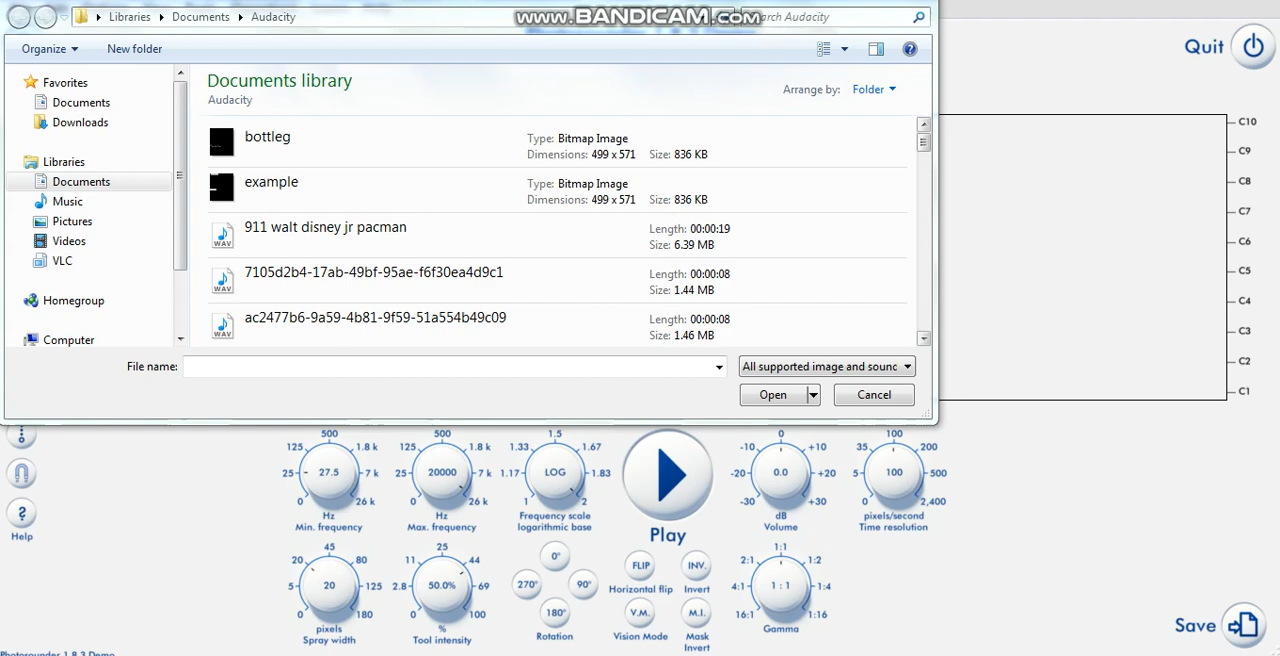 Libraries ▸ Documents ▸ Audacity
www.BANDICAM.com
arch Audacity
Quit
Organize
New folder
Favorites
Documents
Downloads
Libraries
Documents
Music
Pictures
Videos
VLC
Homegroup
Computer
Documents library
Audacity
Arrange by: Folder
bottleg
Type: Bitmap Image
Dimensions: 499 x 571 Size: 836 KB
example
Type: Bitmap Image
Dimensions: 499 x 571 Size: 836 KB
911 walt disney jr pacman
Length: 00:00:19
Size: 6.39 MB
WAV
7105d2b4-17ab-49bf-95ae-f6f30ea4d9c1
Length: 00:00:08
Size: 1.44 MB
WAV
ac2477b6-9a59-4b81-9f59-51a554b49c09
Length: 00:00:08
Size: 1.46 MB
WAV
File name:
All supported image and sounc
Open
Cancel
C10
C9
C8
C7
C6
C5
C4
C3
C2
C1
?
Help
500
125 1.8 k
25 27.5 7 k
0 26 k
Hz
Min. frequency
500
125 1.8 k
25 20000 7 k
0 26 k
Hz
Max. frequency
1.5
1.33 1.67
1.17 LOG 1.83
1 2
Frequency scale
logarithmic base
Play
0
-10 +10
-20 0.0 +20
-30 +30
dB
Volume
100
35 200
5 100 500
0 2,400
pixels/second
Time resolution
45
20 80
5 20 125
0 180
pixels
Spray width
25
11 44
2.8 50.0% 69
0 100
%
Tool intensity
0°
270° 90°
180°
Rotation
FLIP
Horizontal flip
INV.
Invert
V.M.
Vision Mode
M.I.
Mask
Invert
1:1
2:1 1:2
4:1 1 : 1 1:4
16:1 1:16
Gamma
Save
Photosounder 1.8.3 Demo